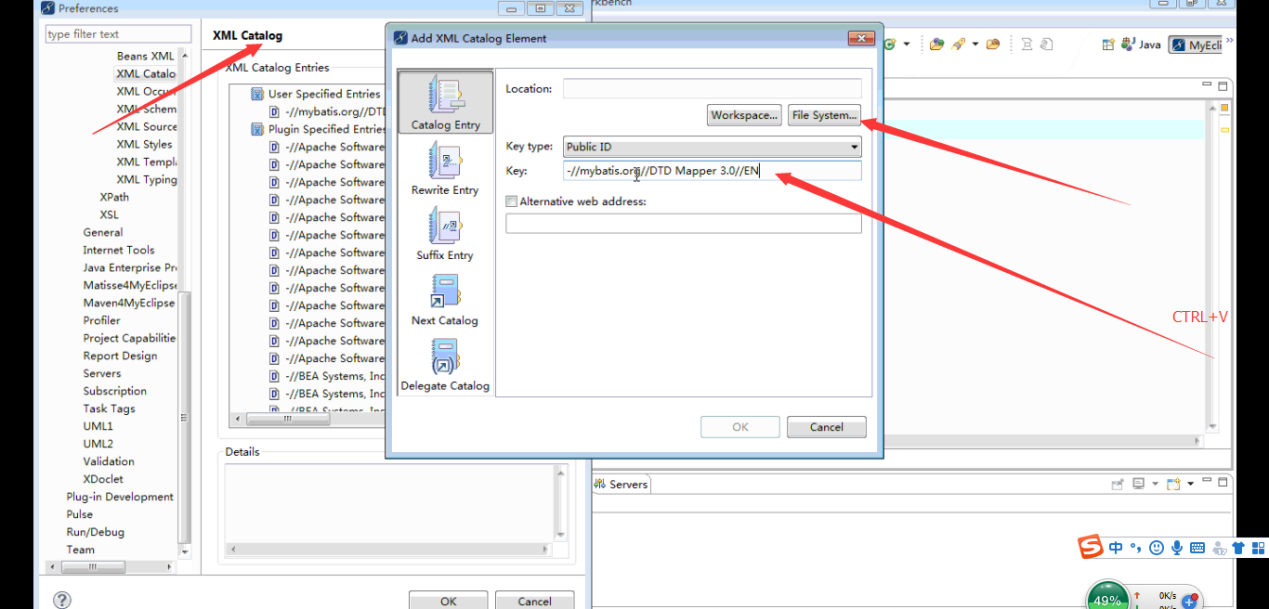 Preferences
rkbench
type filter text
XML Catalog
Beans XML
XML Catalo
XML Occu
XML Schem
XML Source
XML Styles
XML Templ
XML Typing
XPath
XSL
General
Internet Tools
Java Enterprise Pr
Matisse4MyEclipse
Maven4MyEclipse
Profiler
Project Capabilitie
Report Design
Servers
Subscription
Task Tags
UML1
UML2
Validation
XDoclet
Plug-in Development
Pulse
Run/Debug
Team
XML Catalog Entries
User Specified Entries
-//mybatis.org//DTD
Plugin Specified Entries
-//Apache Software
-//Apache Software
-//Apache Software
-//Apache Software
-//Apache Software
-//Apache Software
-//Apache Software
-//Apache Software
-//Apache Software
-//Apache Software
-//Apache Software
-//Apache Software
-//Apache Software
-//BEA Systems, Inc
-//BEA Systems, Inc
-//BEA Systems, Inc
Details
OK
Cancel
Add XML Catalog Element
Catalog Entry
Rewrite Entry
Suffix Entry
Next Catalog
Delegate Catalog
Location:
Workspace...
File System...
Key type:
Public ID
Key:
-//mybatis.org//DTD Mapper 3.0//EN
Alternative web address:
OK
Cancel
Java
MyEcli
CTRL+V
Servers
中
49%
0K/s
0K/s